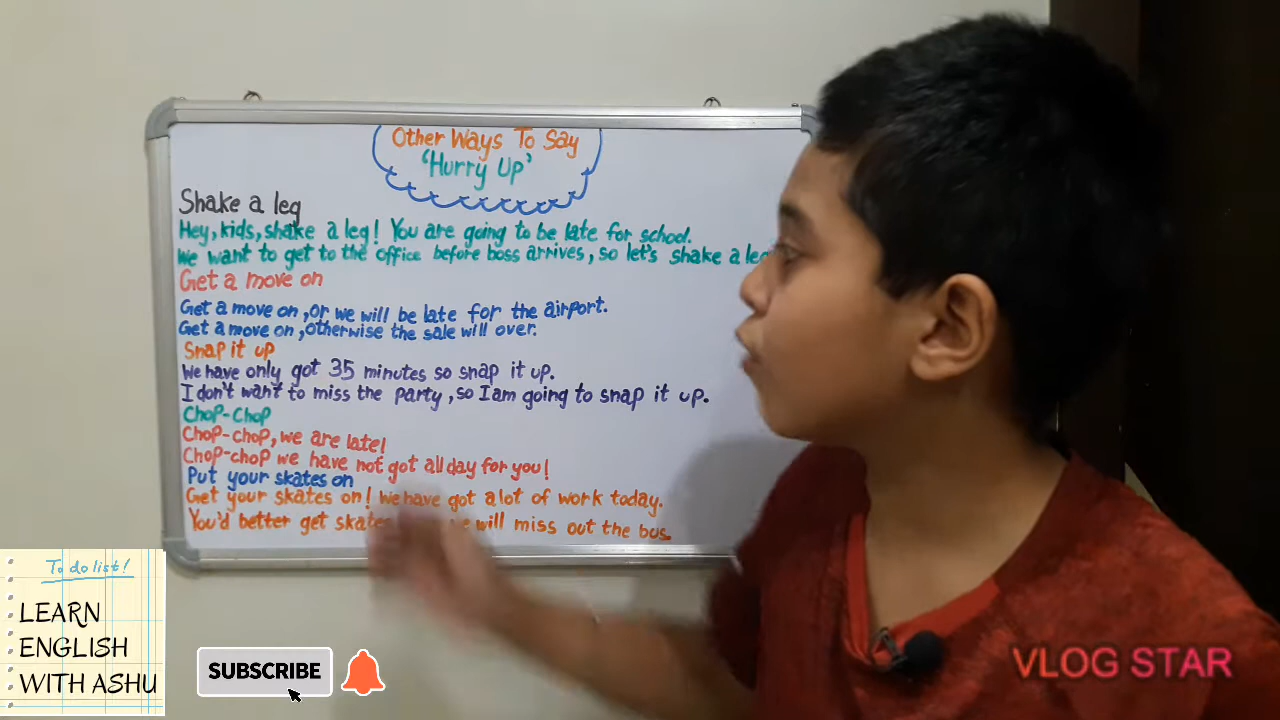 Other Ways To Say
'Hurry Up'
Shake a leg
Hey, kids, shake a leg! You are going to be late for school.
We want to get to the office before boss arrives, so let's shake a leg
Get a move on
Get a move on, or we will be late for the airport.
Get a move on, otherwise the sale will over.
Snap it up
We have only got 35 minutes so snap it up.
I don't want to miss the party, so I am going to snap it up.
Chop-Chop
Chop-chop, we are late!
Chop-chop we have not got all day for you!
Put your skates on
Get your skates on! We have got a lot of work today.
You'd better get skates will miss out the bus.
To do list!
LEARN
ENGLISH
WITH ASHU
SUBSCRIBE
VLOG STAR